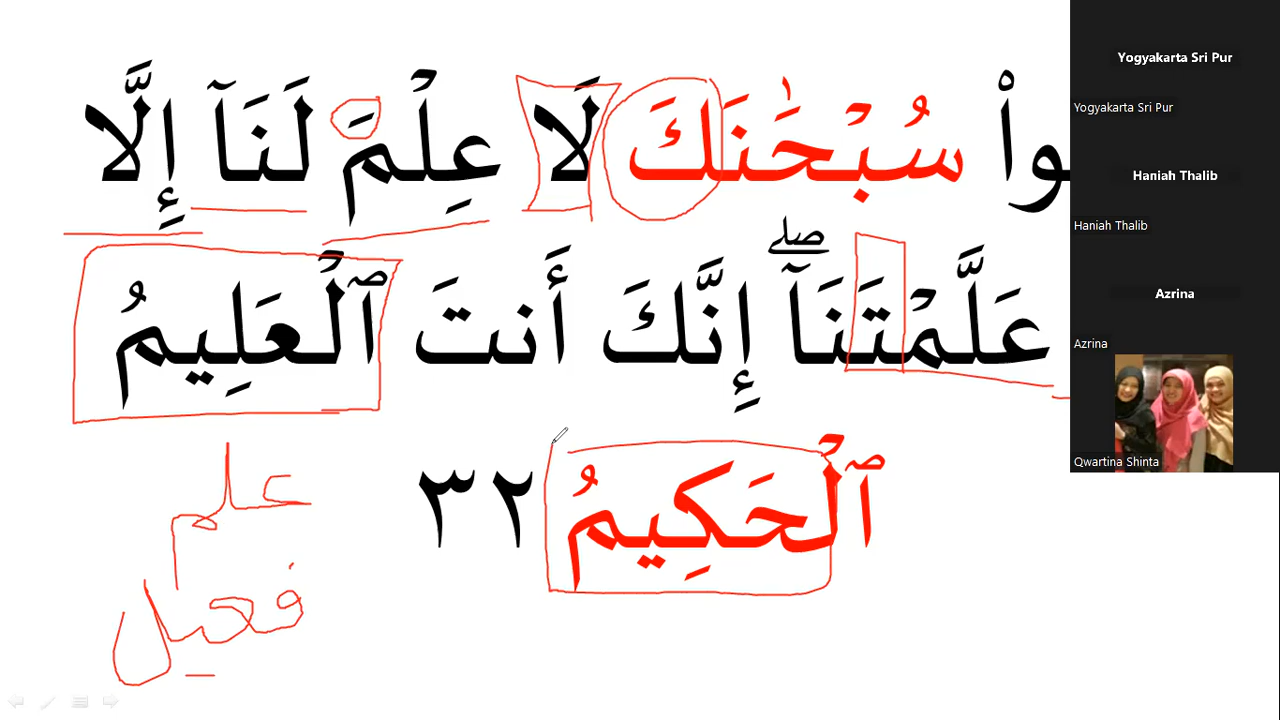 وا۟ سُبْحَٰنَكَ لَا عِلْمَ لَنَآ إِلَّا
عَلَّمْتَنَآ ۖ إِنَّكَ أَنتَ ٱلْعَلِيمُ
ٱلْحَكِيمُ ٣٢
علم
فعيل
Yogyakarta Sri Pur
Yogyakarta Sri Pur
Haniah Thalib
Haniah Thalib
Azrina
Azrina
Qwartina Shinta